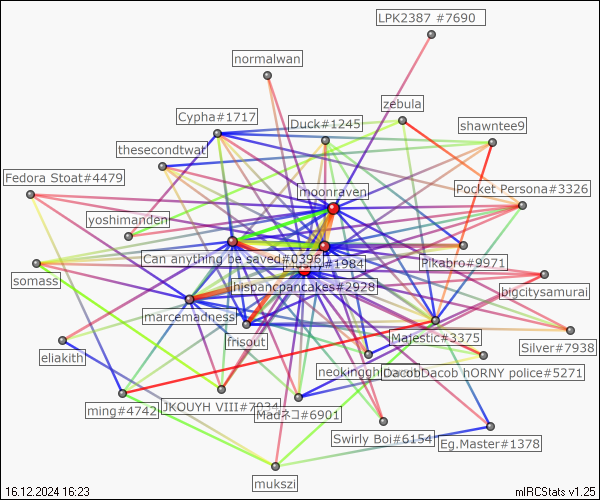 LPK2387 #7690
normalwan
zebula
Cypha#1717
Duck#1245
shawntee9
thesecondtwat
Fedora Stoat#4479
moonraven
Pocket Persona#3326
yoshimanden
Can anything be saved#0396
#1984
Pikabro#9971
somass
hispancpancakes#2928
bigcitysamurai
marcemadness
frisout
Majestic#3375
Silver#7938
eliakith
DacobDacob hORNY police#5271
ming#4742
JKOUYH VIII#7934
Madネコ#6901
Swirly Boi#6154
Eg.Master#1378
mukszi
16.12.2024 16:23
mIRCStats v1.25